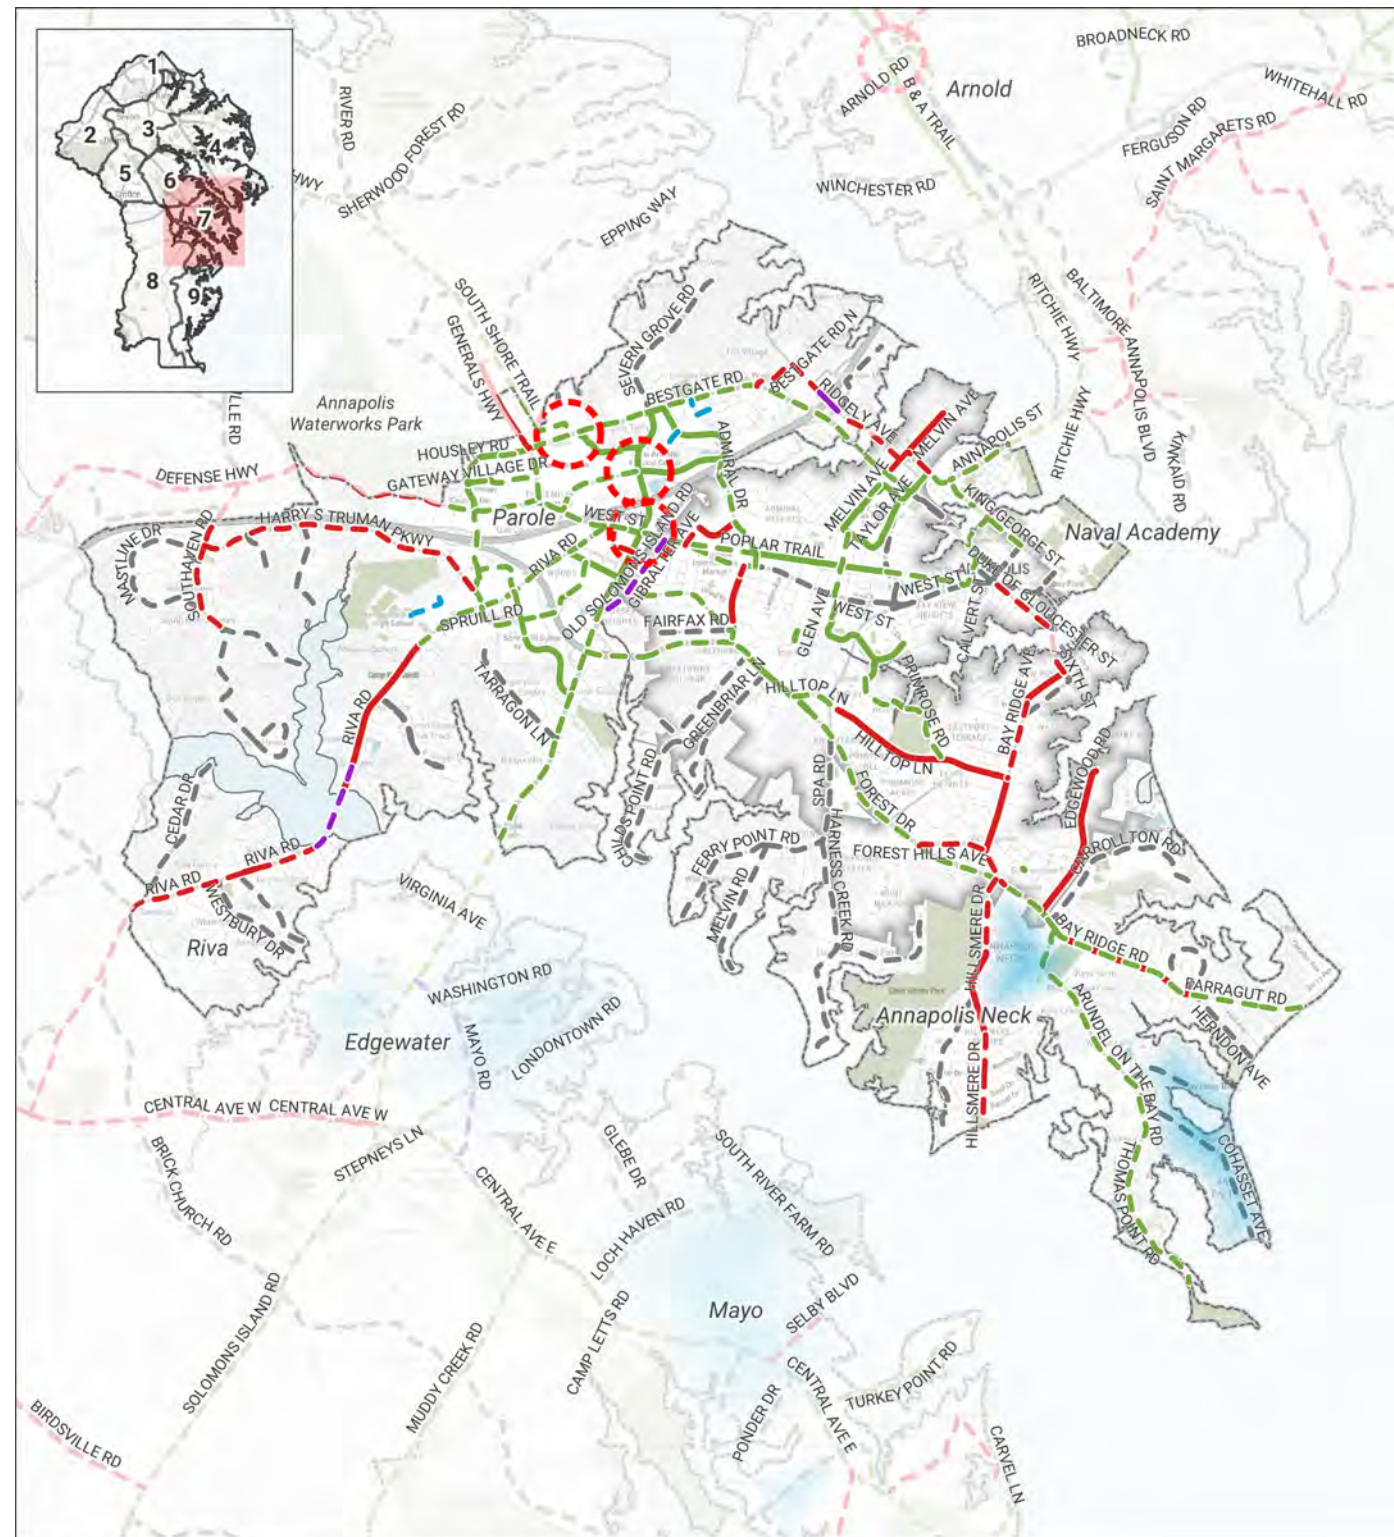 1
2
3
4
5
6
7
8
9
BROADNECK RD
WHITEHALL RD
Arnold
ARNOLD RD
B & A TRAIL
FERGUSON RD
SAINT MARGARETS RD
WINCHESTER RD
RIVER RD
SHERWOOD FOREST RD
HWY
EPPING WAY
SOUTH SHORE TRAIL
GENERALS HWY
SEVERN GROVE RD
BESTGATE RD N
BESTGATE RD
RIDGELY AVE
RITCHIE HWY
BALTIMORE ANNAPOLIS BLVD
RITCHIE HWY
KINKAID RD
Annapolis
Waterworks Park
VILLE RD
MELVIN AVE
ANNAPOLIS ST
HOUSLEY RD
ADMIRAL DR
DEFENSE HWY
GATEWAY VILLAGE DR
MELVIN AVE
TAYLOR AVE
KING GEORGE ST
Naval Academy
Parole
WEST ST
HARRY S TRUMAN PKWY
MASTLINE DR
SOUTHAVEN RD
RIVA RD
OLD SOLOMONS ISLAND RD
GIBRALTER AVE
POPLAR TRAIL
WEST ST
WEST ST
DUKE OF GLOUCESTER ST
SPRUILL RD
FAIRFAX RD
GLEN AVE
CALVERT ST
SIXTH ST
TARRAGON LN
GREENBRIAR LN
HILLTOP LN
PRIMROSE RD
BAY RIDGE AVE
RIVA RD
HILLTOP LN
EDGEWOOD RD
CHILDS POINT RD
SPA RD
FOREST DR
CEDAR DR
RIVA RD
RIVA RD
WESTBURY DR
Riva
FERRY POINT RD
MELVIN RD
HARNESS CREEK RD
FOREST HILLS AVE
CARROLLTON RD
VIRGINIA AVE
HILLSMERE DR
BAY RIDGE RD
FARRAGUT RD
WASHINGTON RD
LONDONTOWN RD
Annapolis Neck
ARUNDEL ON THE BAY RD
HERNDON AVE
Edgewater
MAYO RD
HILLSMERE DR
CENTRAL AVE W
CENTRAL AVE W
STEPNEYS LN
BRICK CHURCH RD
GLEBE DR
SOUTH RIVER FARM RD
THOMAS POINT RD
COHASSET AVE
CENTRAL AVE E
LOCH HAVEN RD
SOLOMONS ISLAND RD
MUDDY CREEK RD
CAMP LETTS RD
Mayo
SELBY BLVD
BIRDSVILLE RD
PONDER DR
CENTRAL AVE E
TURKEY POINT RD
CARVEL LN